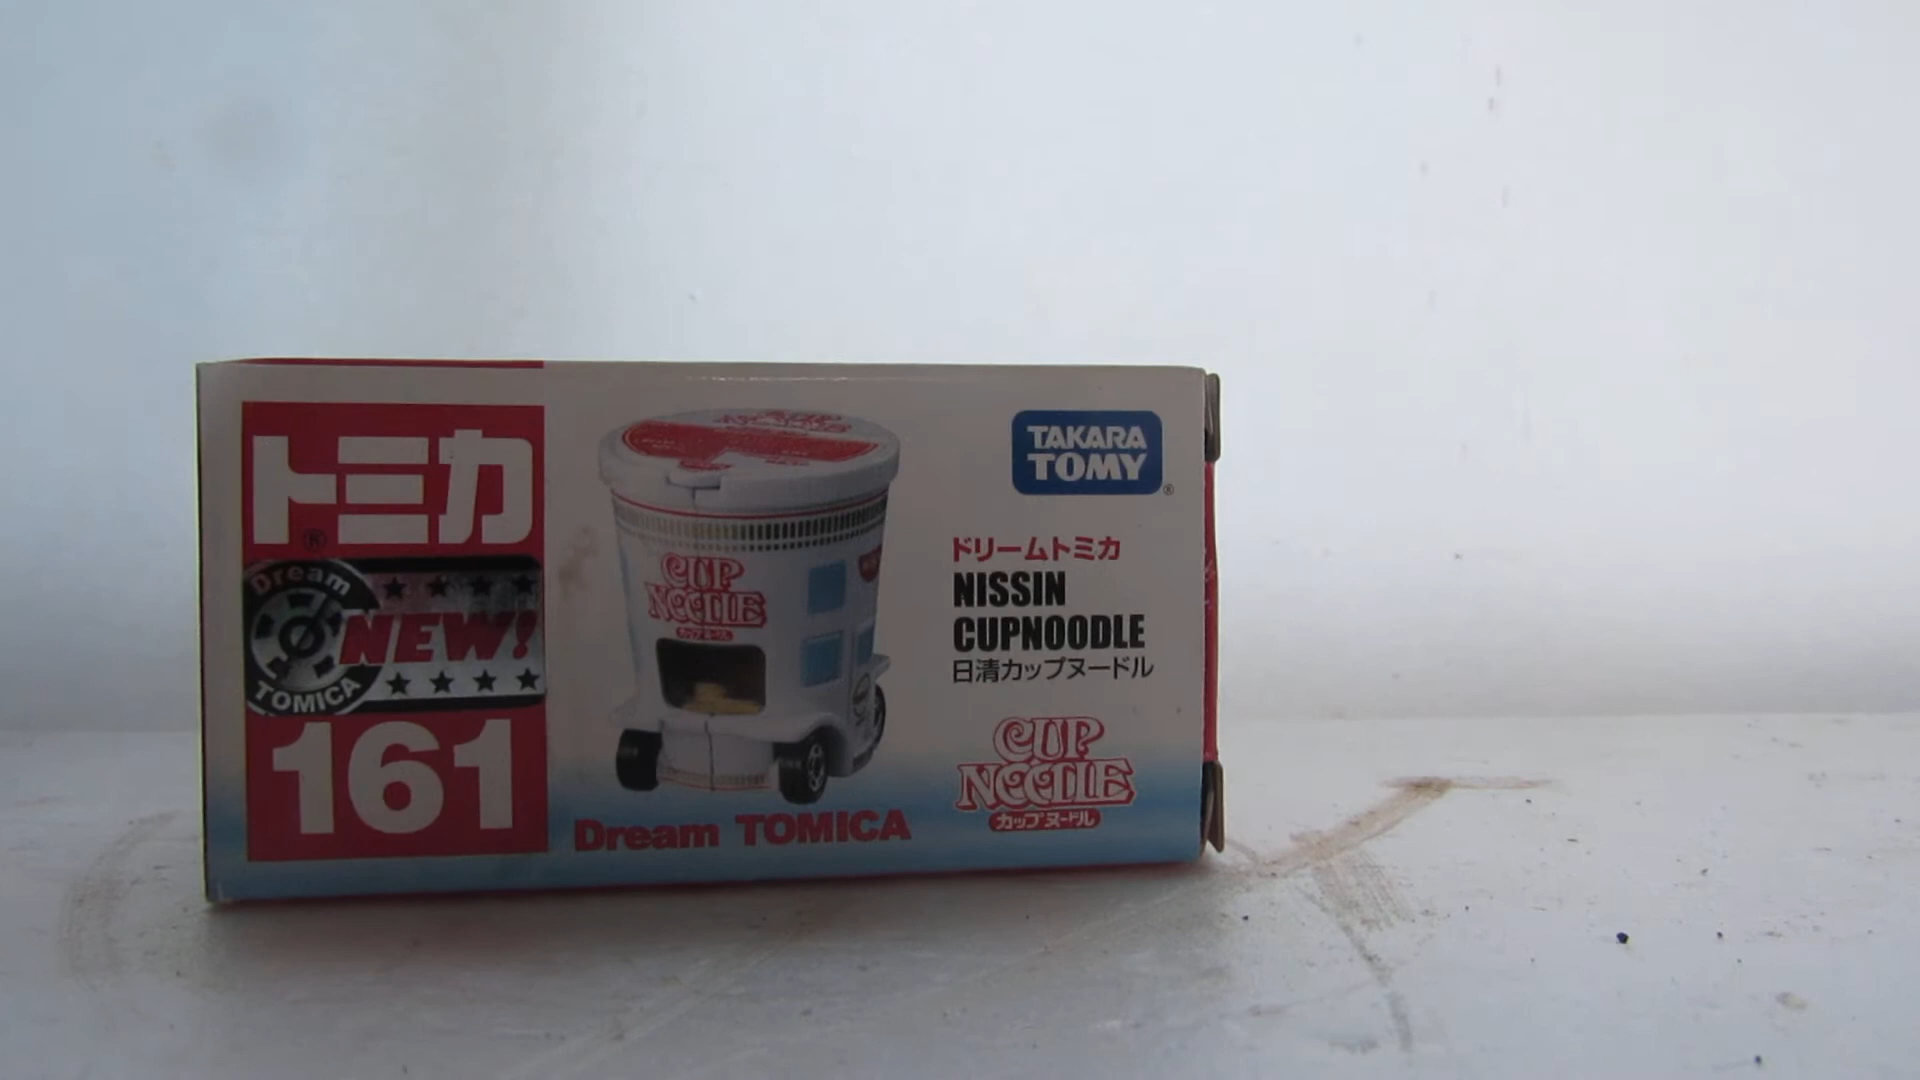 トミカ
®
Dream
NEW!
TOMICA
161
CUP
NOODLE
カップヌードル
Dream TOMICA
TAKARA
TOMY
®
ドリームトミカ
NISSIN
CUPNOODLE
日清カップヌードル
CUP
NOODLE
カップヌードル